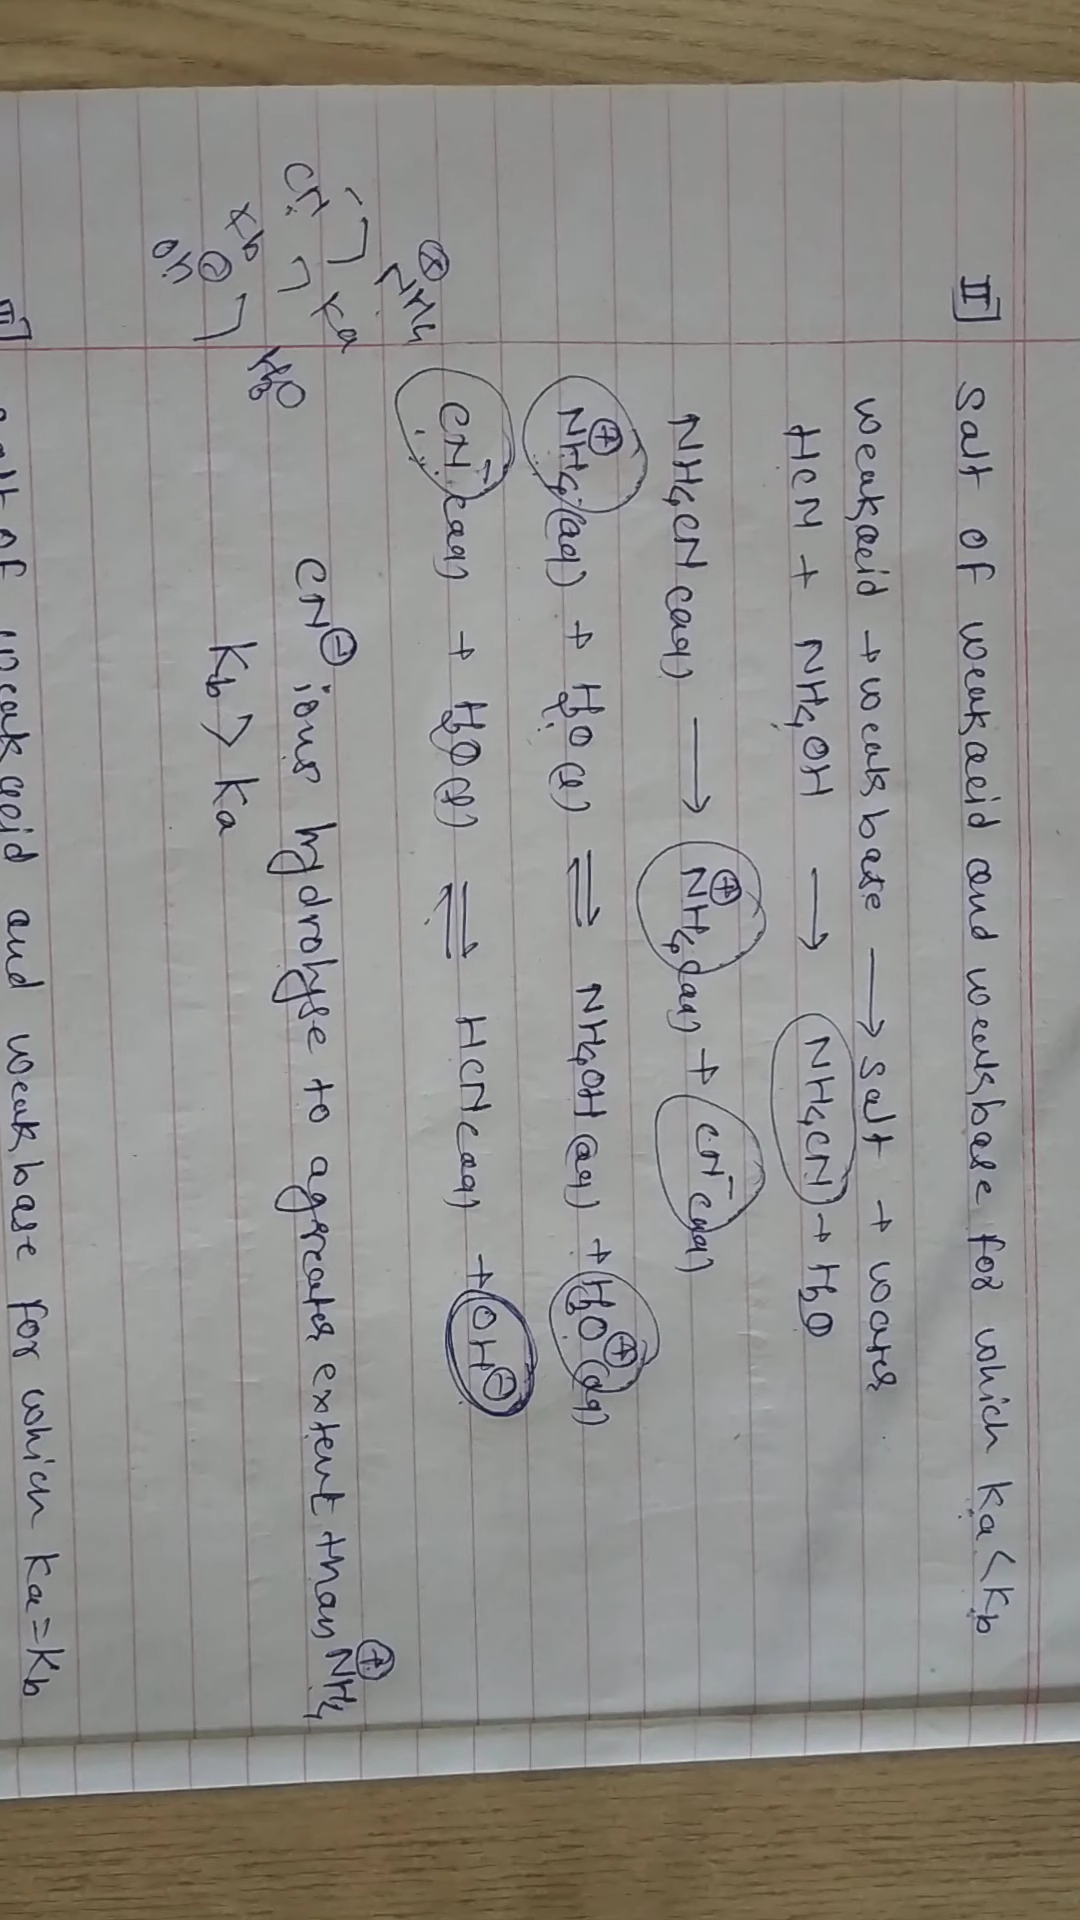 II] Salt of weak acid and weak base for which Ka < Kb
weak acid + weak base → salt + water
HCN + NH₄OH → NH₄CN + H₂O
NH₄CN (aq) → NH₄⊕ (aq) + CN⁻ (aq)
NH₄⊕ (aq) + H₂O (l) ⇌ NH₄OH (aq) + H₃O⊕ (aq)
CN⁻ (aq) + H₂O (l) ⇌ HCN (aq) + OH⊖
CN⊖ ions hydrolyse to a greater extent than NH₄⊕
Kb > Ka
⊕NH₄
CN⁻ > Ka
Kb
OH⊖ > H₃O
III] salt of weak acid and weak base for which Ka = Kb